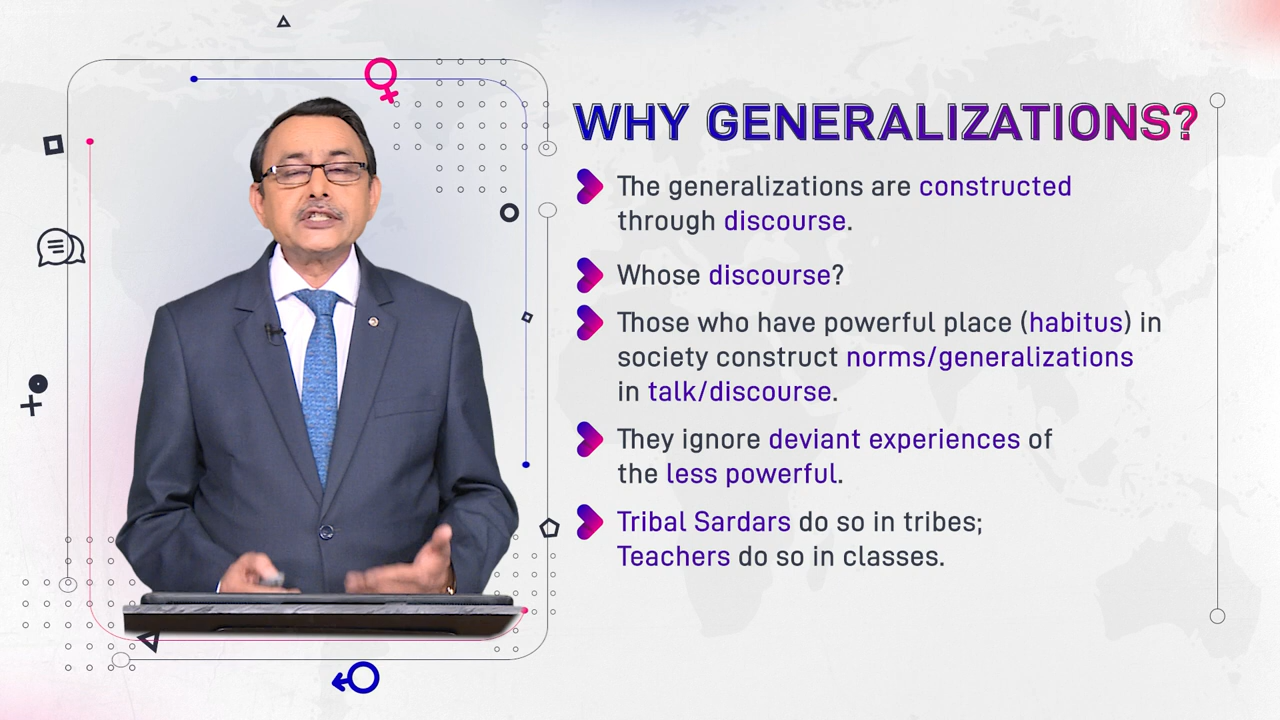 WHY GENERALIZATIONS?
The generalizations are constructed
through discourse.
Whose discourse?
Those who have powerful place (habitus) in
society construct norms/generalizations
in talk/discourse.
They ignore deviant experiences of
the less powerful.
Tribal Sardars do so in tribes;
Teachers do so in classes.